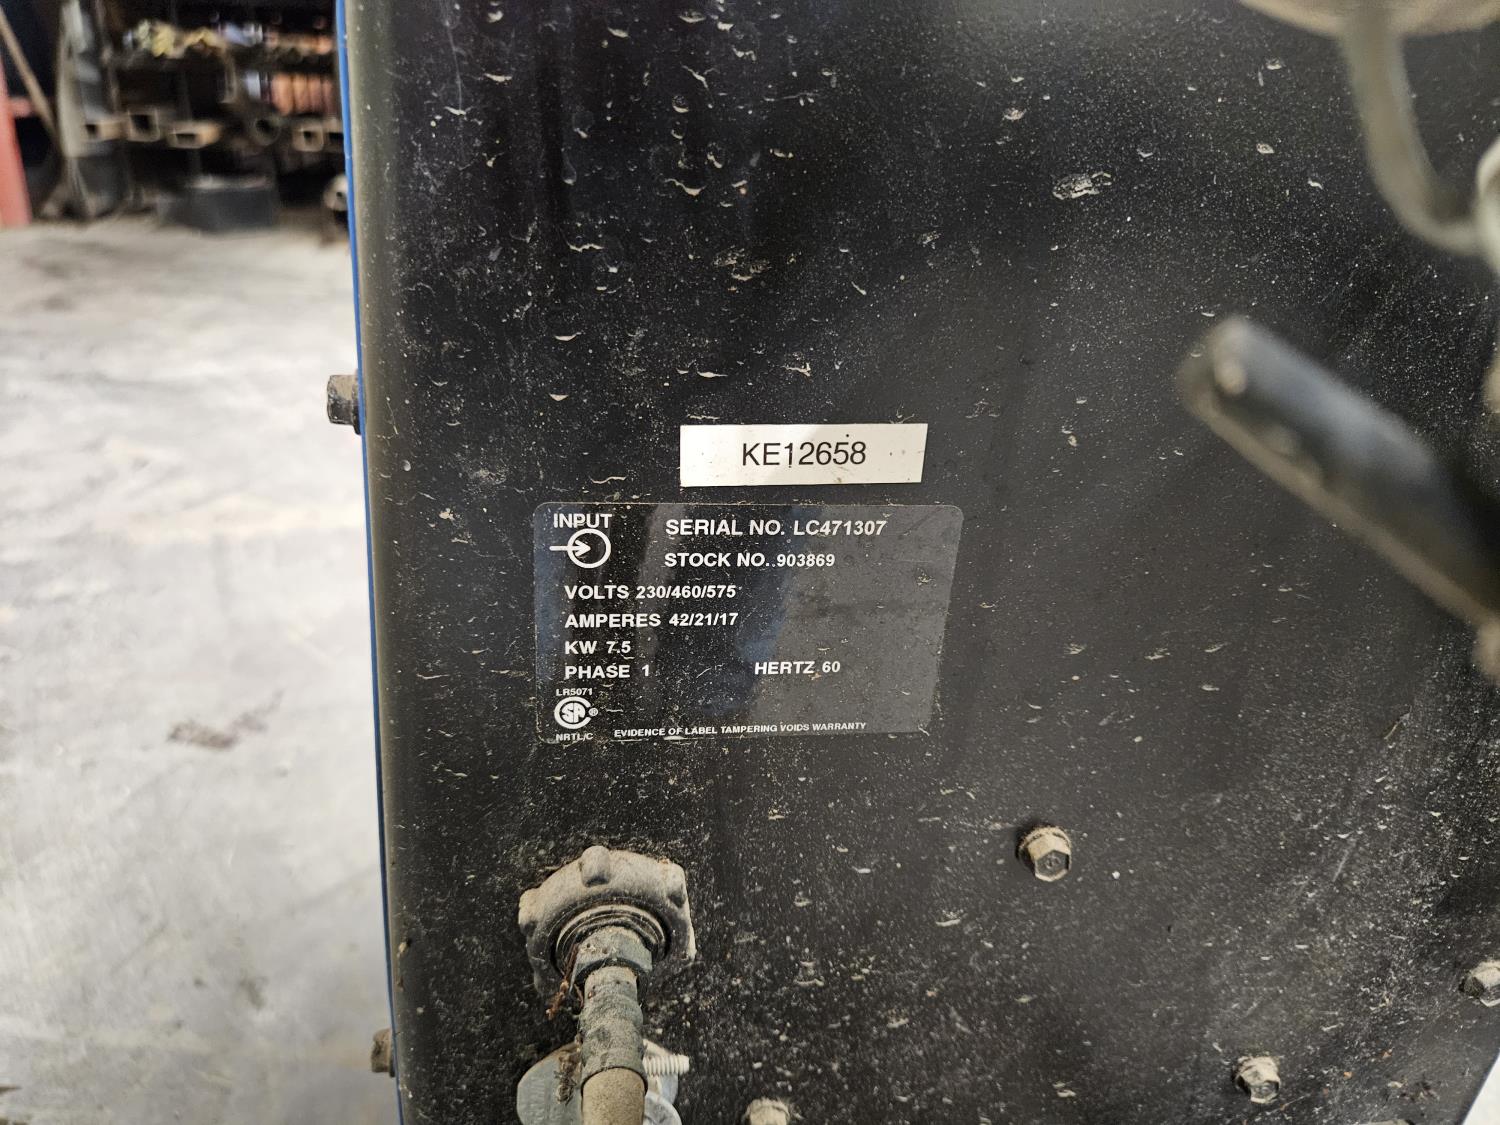 KE12658
INPUT
SERIAL NO. LC471307
STOCK NO. 903869
VOLTS 230/460/575
AMPERES 42/21/17
KW 7.5
PHASE 1 HERTZ 60
LR5071
SA ®
NRTL/C
EVIDENCE OF LABEL TAMPERING VOIDS WARRANTY